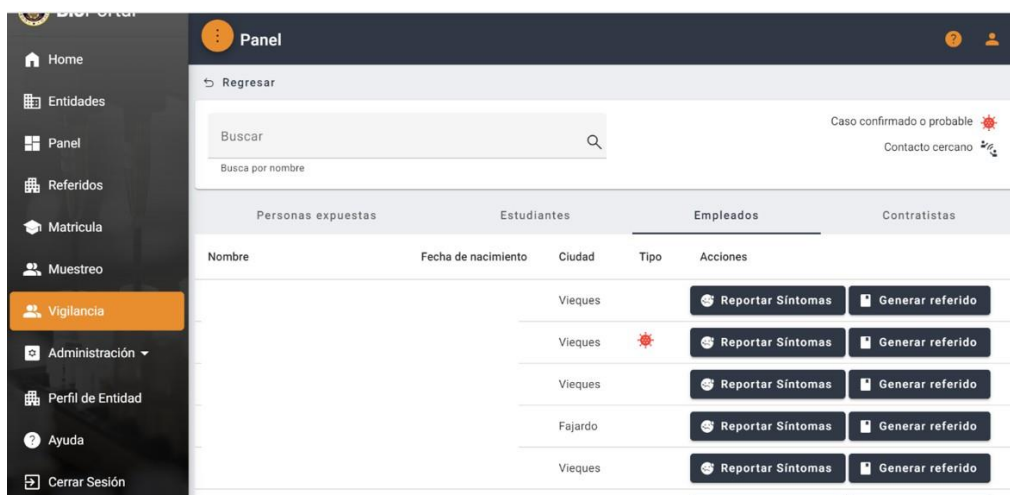 Home
Entidades
Panel
Referidos
Matricula
Muestreo
Vigilancia
Administración
Perfil de Entidad
Ayuda
Cerrar Sesión
Panel
Regresar
Buscar
Busca por nombre
Caso confirmado o probable
Contacto cercano
Personas expuestas Estudiantes Empleados Contratistas
Nombre Fecha de nacimiento Ciudad Tipo Acciones
Vieques Reportar Síntomas Generar referido
Vieques Reportar Síntomas Generar referido
Vieques Reportar Síntomas Generar referido
Fajardo Reportar Síntomas Generar referido
Vieques Reportar Síntomas Generar referido